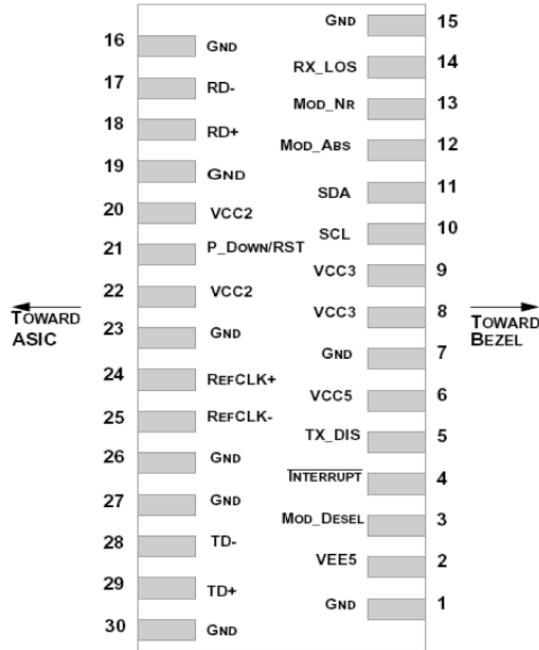 GND 15
16 GND
RX_LOS 14
17 RD-
MOD_NR 13
18 RD+
MOD_ABS 12
19 GND
SDA 11
20 VCC2
SCL 10
21 P_DOWN/RST
VCC3 9
22 VCC2
VCC3 8
TOWARD ASIC
TOWARD BEZEL
23 GND
GND 7
24 REFCLK+
VCC5 6
25 REFCLK-
TX_DIS 5
26 GND
INTERRUPT 4
27 GND
MOD_DESEL 3
28 TD-
VEE5 2
29 TD+
GND 1
30 GND